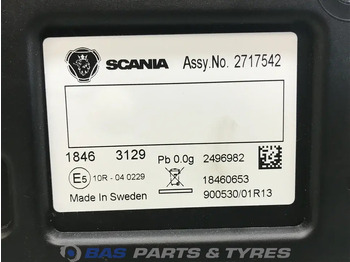 SCANIA Assy.No. 2717542
1846 3129 Pb 0.0g 2496982
E5 10R - 04 0229 18460653
Made In Sweden 900530/01R13
BAS PARTS & TYRES